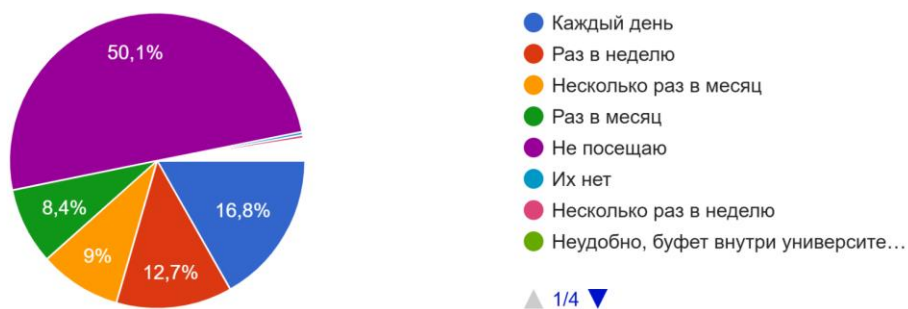 50,1%
8,4%
9%
12,7%
16,8%
Каждый день
Раз в неделю
Несколько раз в месяц
Раз в месяц
Не посещаю
Их нет
Несколько раз в неделю
Неудобно, буфет внутри университе…
1/4